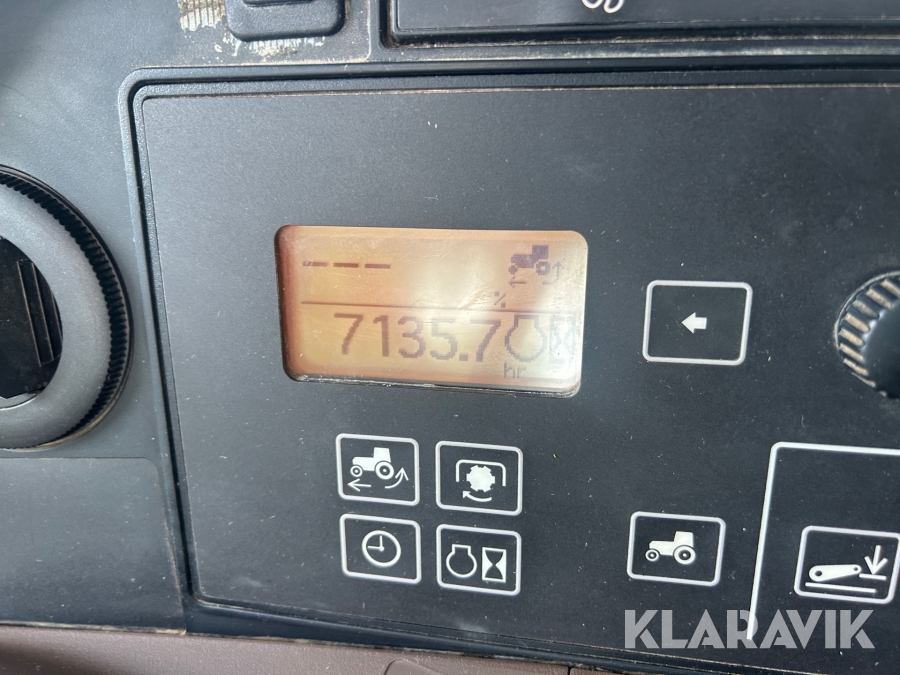 ---
%
7135.7
hr
KLARAVIK